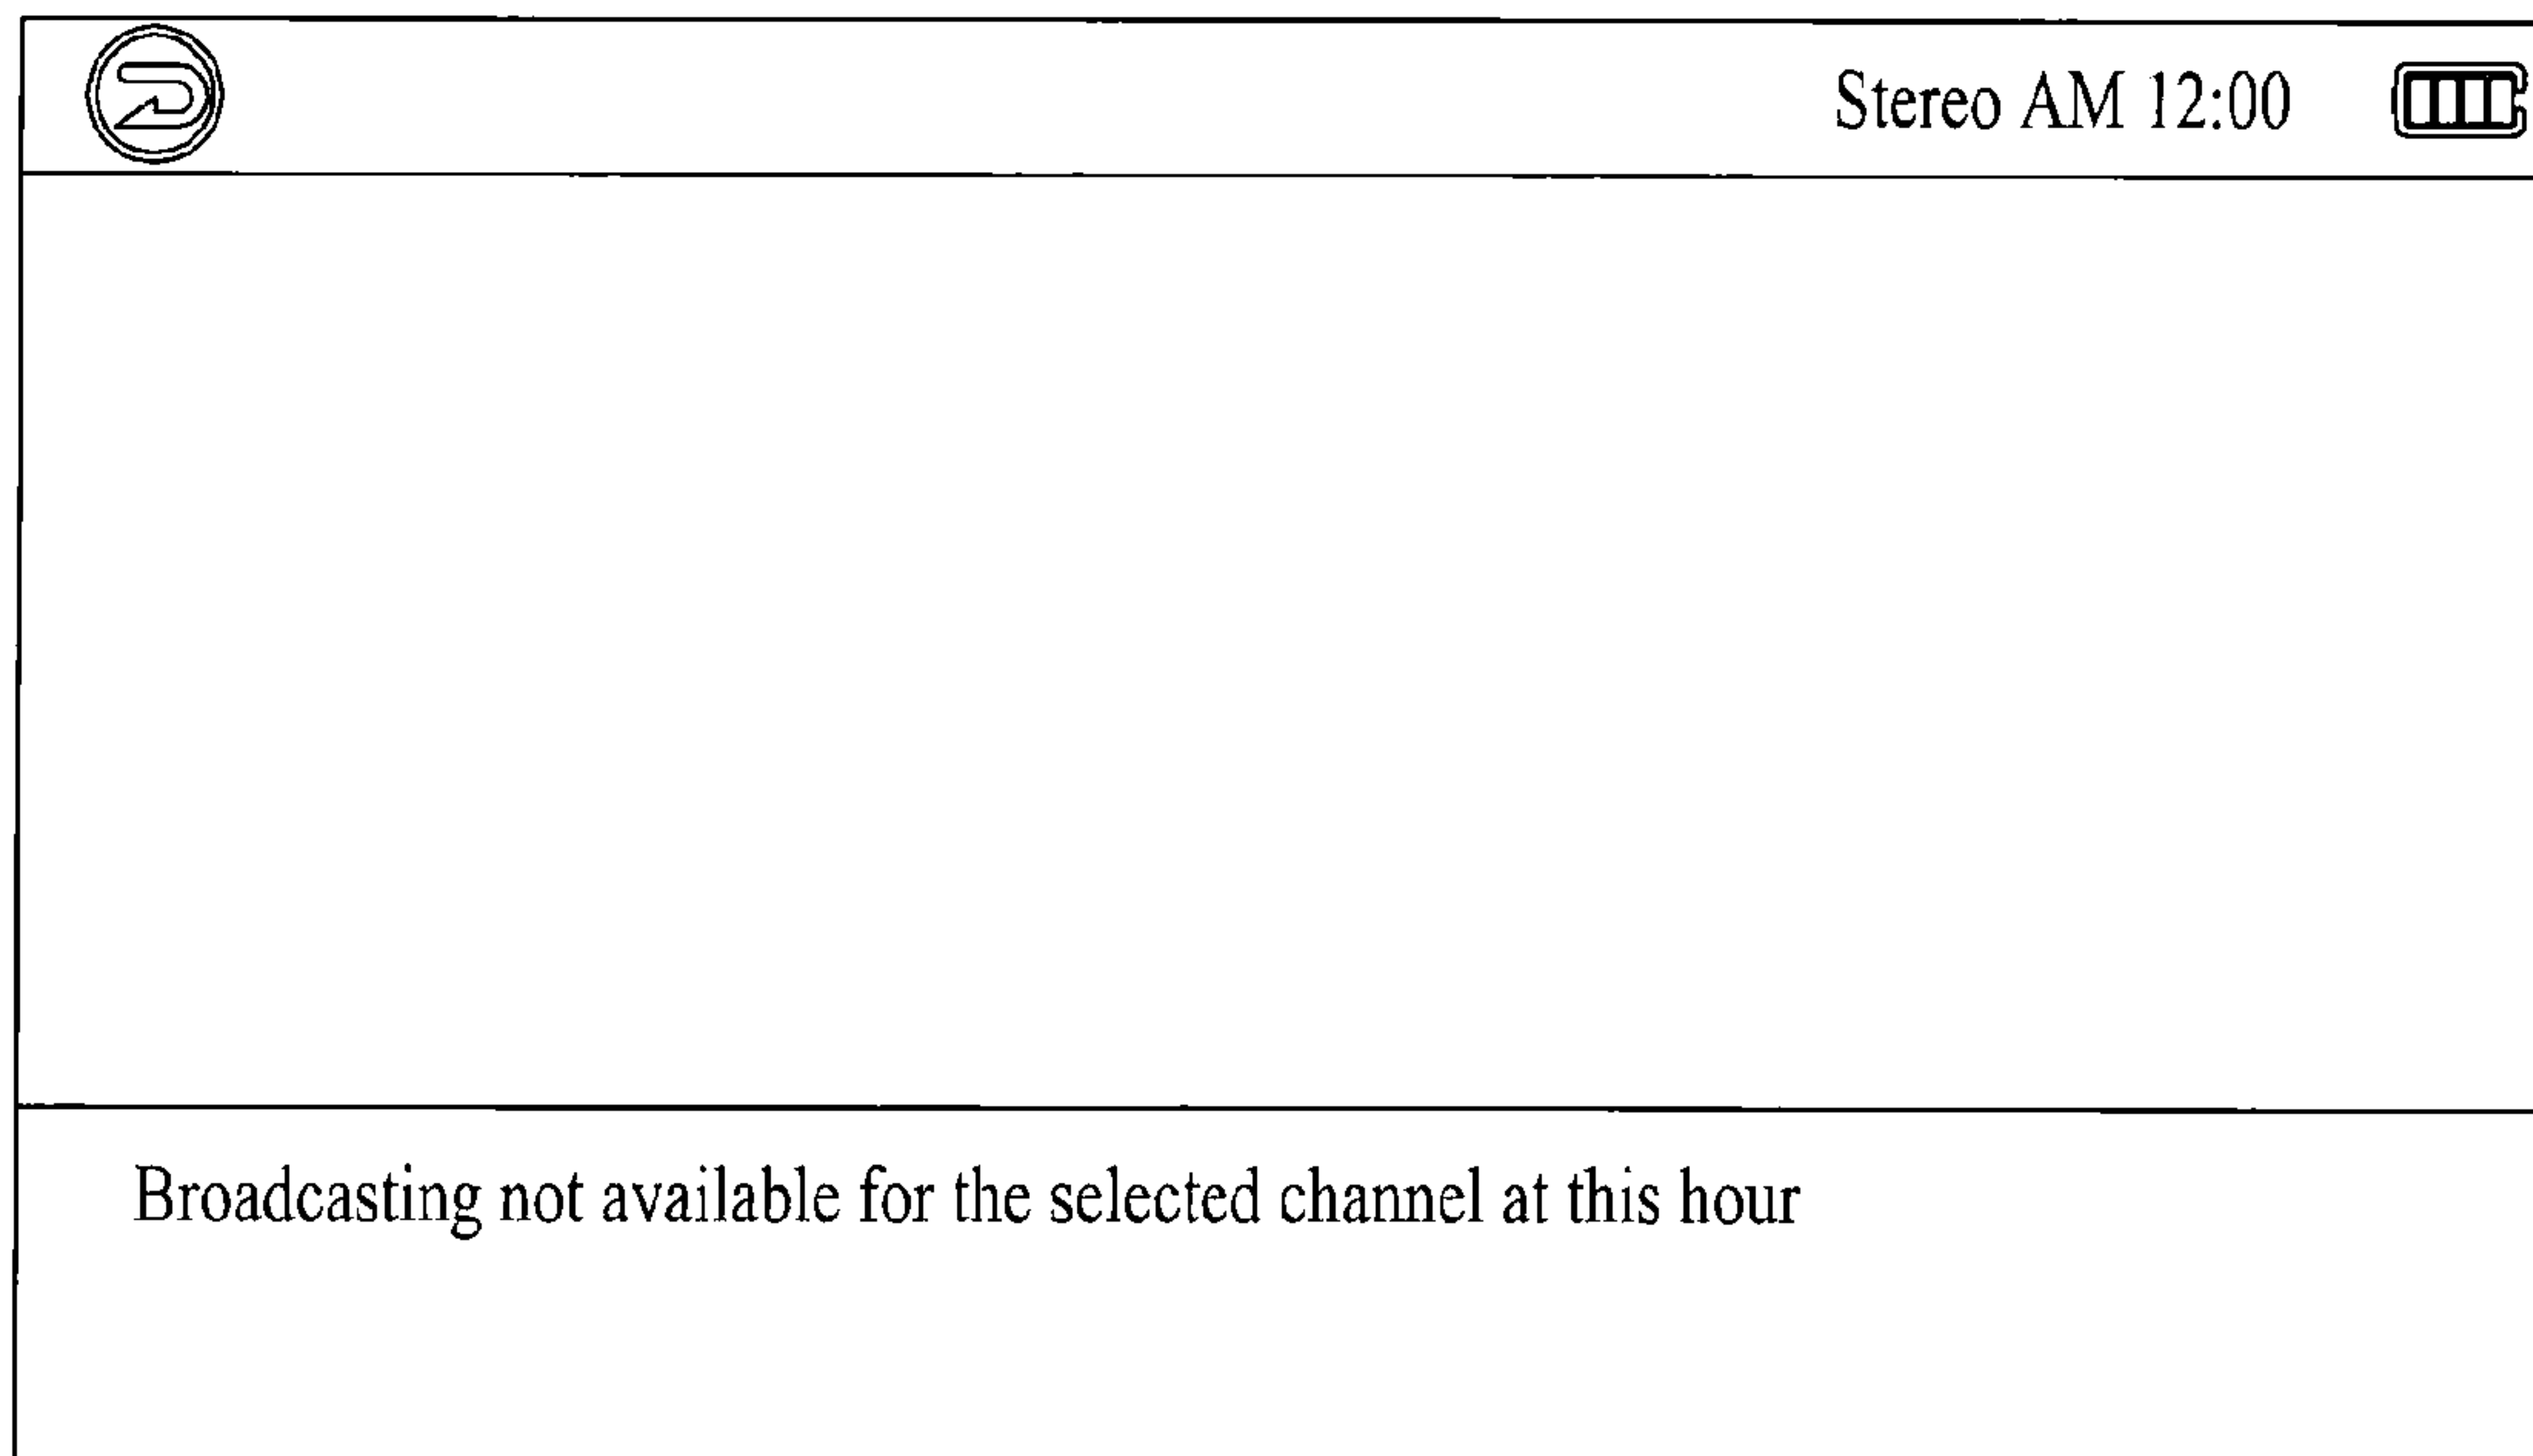 Stereo AM 12:00
Broadcasting not available for the selected channel at this hour